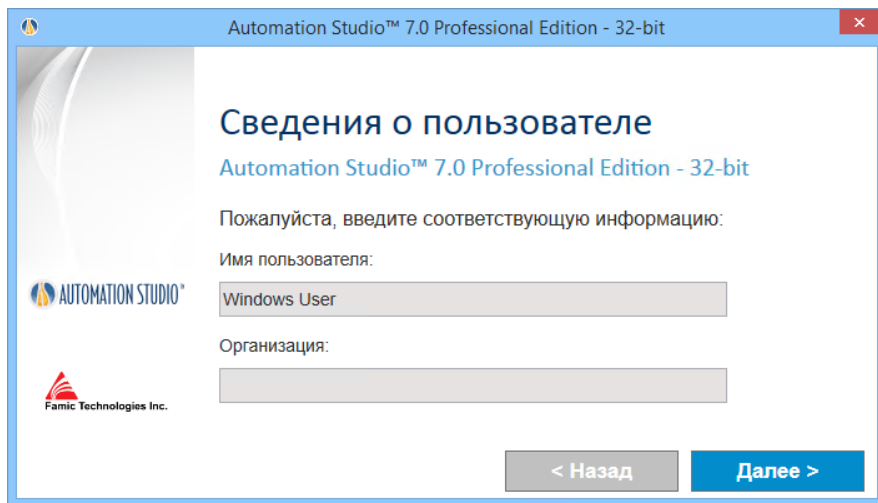 Automation Studio™ 7.0 Professional Edition - 32-bit
Сведения о пользователе
Automation Studio™ 7.0 Professional Edition - 32-bit
Пожалуйста, введите соответствующую информацию:
Имя пользователя:
Windows User
AUTOMATION STUDIO™
Организация:
Famic Technologies Inc.
< Назад
Далее >